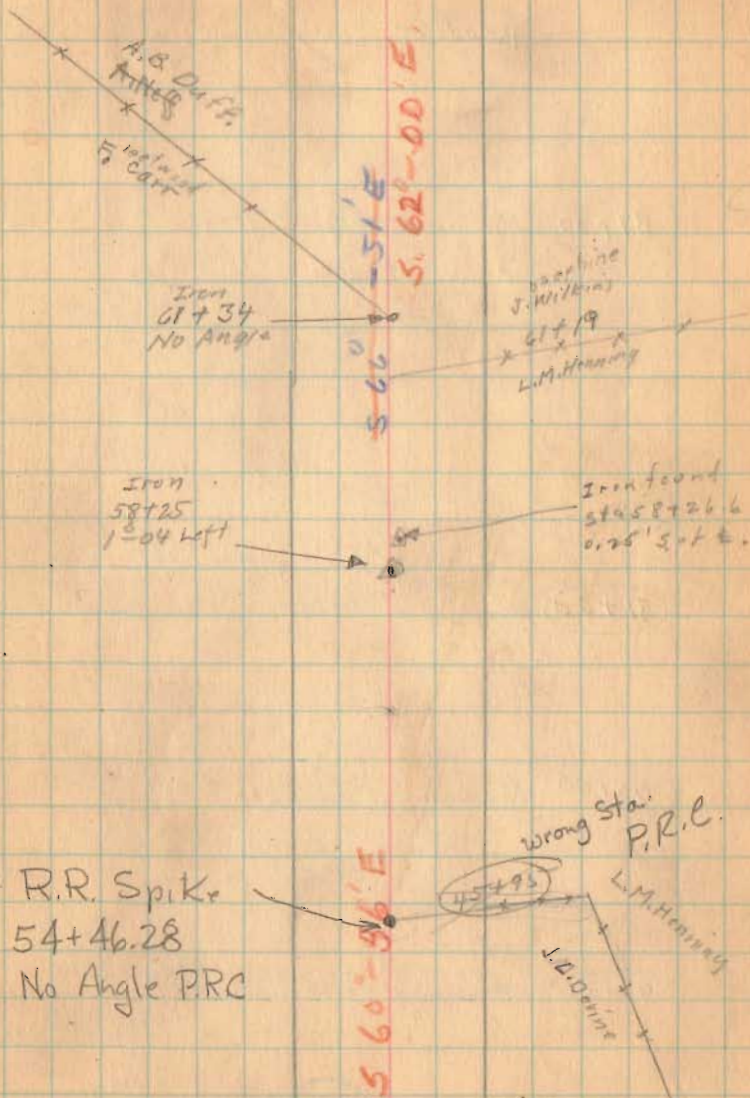 A.B. Duff.
Carr
S. 62°-00' E.
S 66° -51' E
Iron
61+34
No Angle
J. Wilkins
61+19
L.M. Henning
Iron
58+25
1°-04 Left
Iron found
Sta 58+26.6
0.25' S. of
wrong Sta.
P.R.C.
45+95
L.M. Henning
R.R. Spike
54+46.28
No Angle P.R.C
S 60°-56' E
J.D. Devine